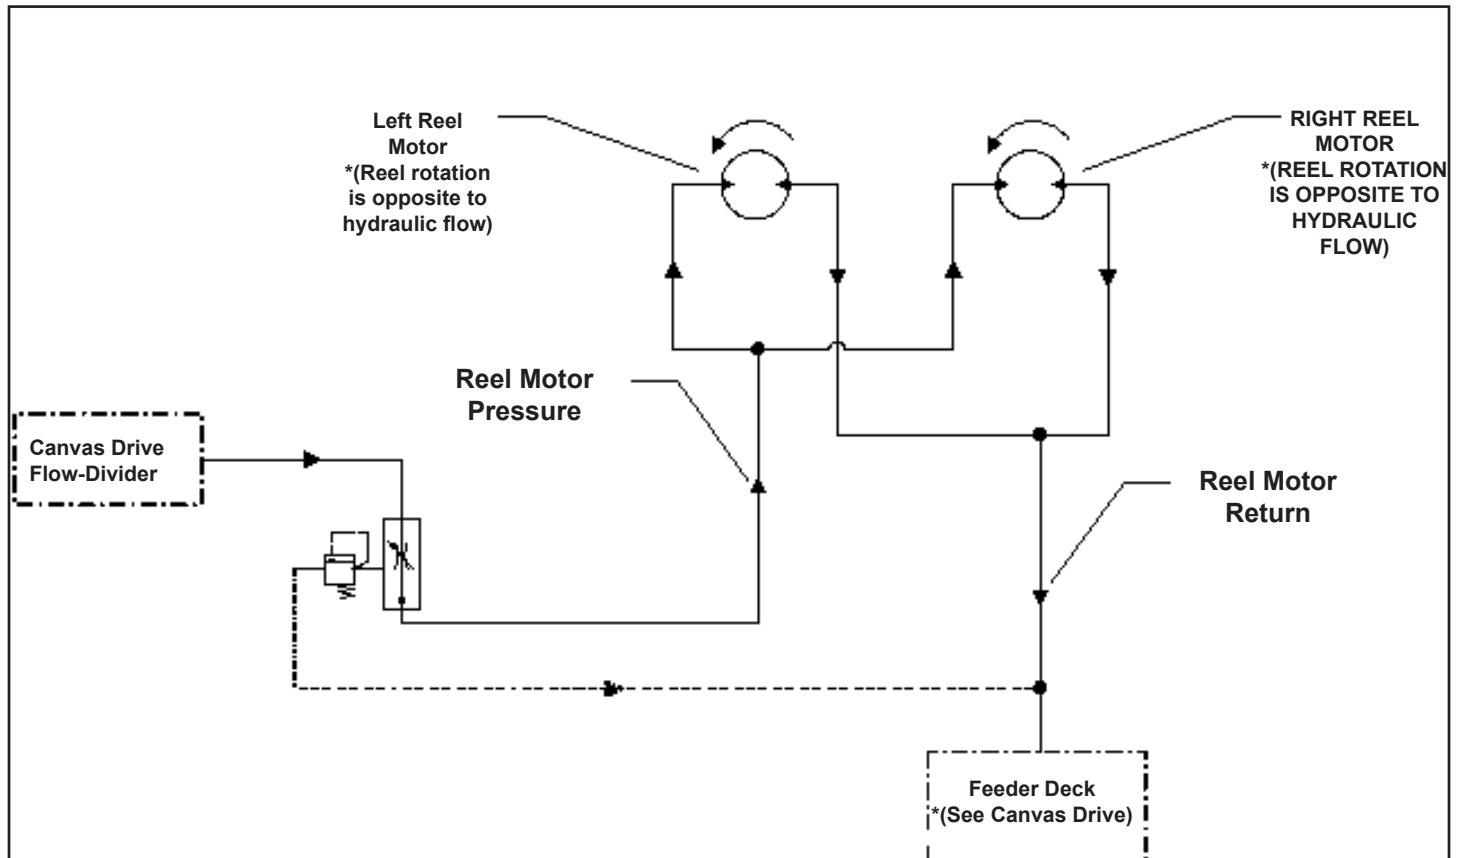 Left Reel
Motor
*(Reel rotation
is opposite to
hydraulic flow)
RIGHT REEL
MOTOR
*(REEL ROTATION
IS OPPOSITE TO
HYDRAULIC
FLOW)
Reel Motor
Pressure
Canvas Drive
Flow-Divider
Reel Motor
Return
Feeder Deck
*(See Canvas Drive)